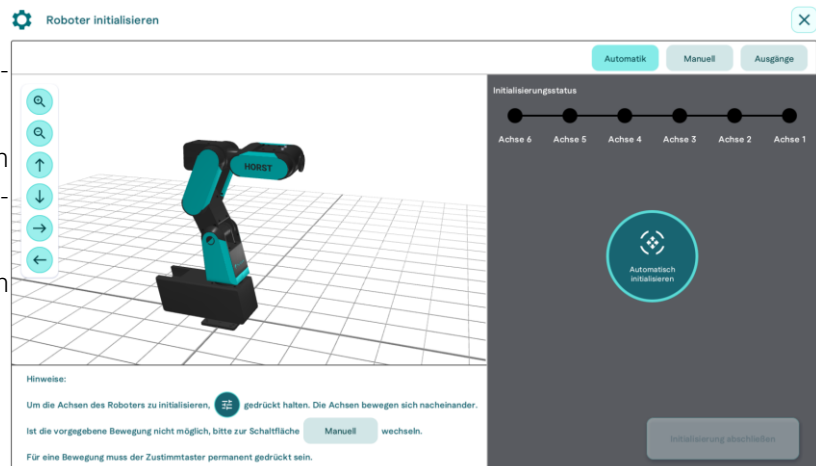 Roboter initialisieren
Automatik
Manuell
Ausgänge
Initialisierungsstatus
Achse 6
Achse 5
Achse 4
Achse 3
Achse 2
Achse 1
HORST
Automatisch
initialisieren
Hinweise:
Um die Achsen des Roboters zu initialisieren, gedrückt halten. Die Achsen bewegen sich nacheinander.
Ist die vorgegebene Bewegung nicht möglich, bitte zur Schaltfläche Manuell wechseln.
Für eine Bewegung muss der Zustimmtaster permanent gedrückt sein.
Initialisierung abschließen